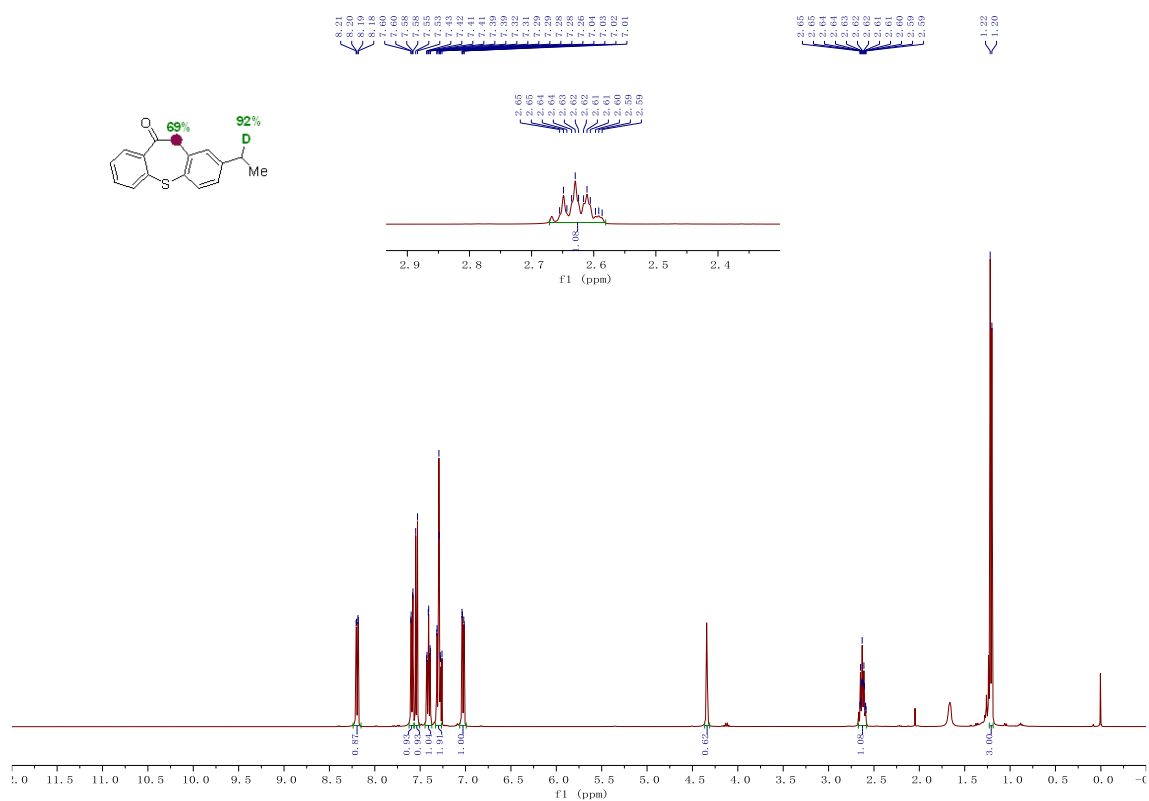 8.21 8.20 8.19 8.18 7.60 7.60 7.58 7.58 7.55 7.53 7.43 7.42 7.41 7.41 7.39 7.39 7.32 7.31 7.29 7.29 7.28 7.28 7.26 7.04 7.03 7.02 7.01 2.65 2.65 2.64 2.64 2.63 2.62 2.62 2.61 2.61 2.60 2.59 2.59 1.22 1.20
2.65 2.65 2.64 2.64 2.63 2.62 2.62 2.61 2.61 2.60 2.59 2.59
O
69%
92%
D
Me
S
1.08
2.9 2.8 2.7 2.6 2.5 2.4
f1 (ppm)
0.87 0.93 0.93 1.04 1.91 1.00 0.62 1.08 3.00
2.0 11.5 11.0 10.5 10.0 9.5 9.0 8.5 8.0 7.5 7.0 6.5 6.0 5.5 5.0 4.5 4.0 3.5 3.0 2.5 2.0 1.5 1.0 0.5 0.0 -0
f1 (ppm)